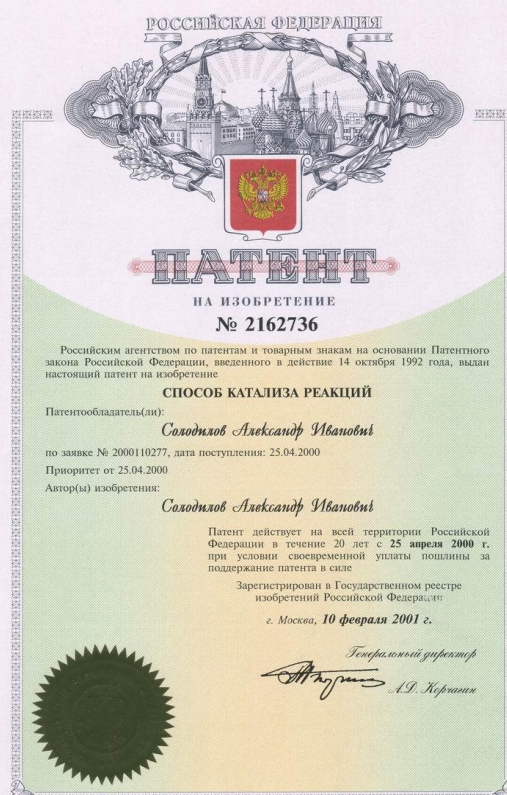 РОССИЙСКАЯ ФЕДЕРАЦИЯ
ПАТЕНТ
НА ИЗОБРЕТЕНИЕ
№ 2162736
Российским агентством по патентам и товарным знакам на основании Патентного
закона Российской Федерации, введенного в действие 14 октября 1992 года, выдан
настоящий патент на изобретение
СПОСОБ КАТАЛИЗА РЕАКЦИЙ
Патентообладатель(ли):
Солодилов Александр Иванович
по заявке № 2000110277, дата поступления: 25.04.2000
Приоритет от 25.04.2000
Автор(ы) изобретения:
Солодилов Александр Иванович
Патент действует на всей территории Российской
Федерации в течение 20 лет с 25 апреля 2000 г.
при условии своевременной уплаты пошлины за
поддержание патента в силе
Зарегистрирован в Государственном реестре
изобретений Российской Федерации
г. Москва, 10 февраля 2001 г.
Генеральный директор
А.Д. Корчагин